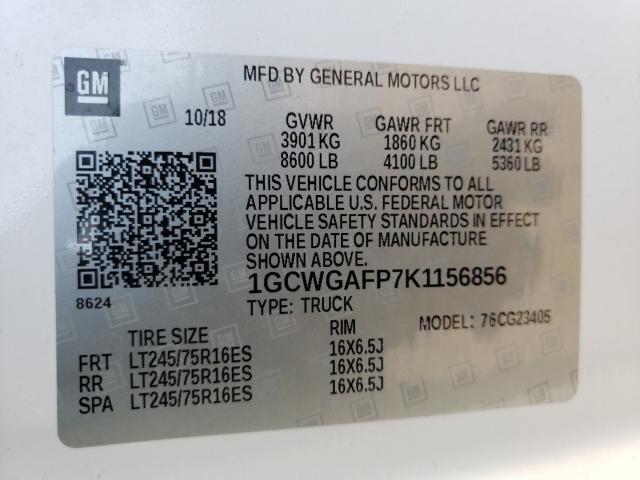 GM
MFD BY GENERAL MOTORS LLC
10/18 GVWR GAWR FRT GAWR RR
3901 KG 1860 KG 2431 KG
8600 LB 4100 LB 5360 LB
THIS VEHICLE CONFORMS TO ALL
APPLICABLE U.S. FEDERAL MOTOR
VEHICLE SAFETY STANDARDS IN EFFECT
ON THE DATE OF MANUFACTURE
SHOWN ABOVE.
1GCWGAFP7K1156856
8624
TYPE: TRUCK MODEL: 76CG23405
TIRE SIZE RIM
FRT LT245/75R16ES 16X6.5J
RR LT245/75R16ES 16X6.5J
SPA LT245/75R16ES 16X6.5J